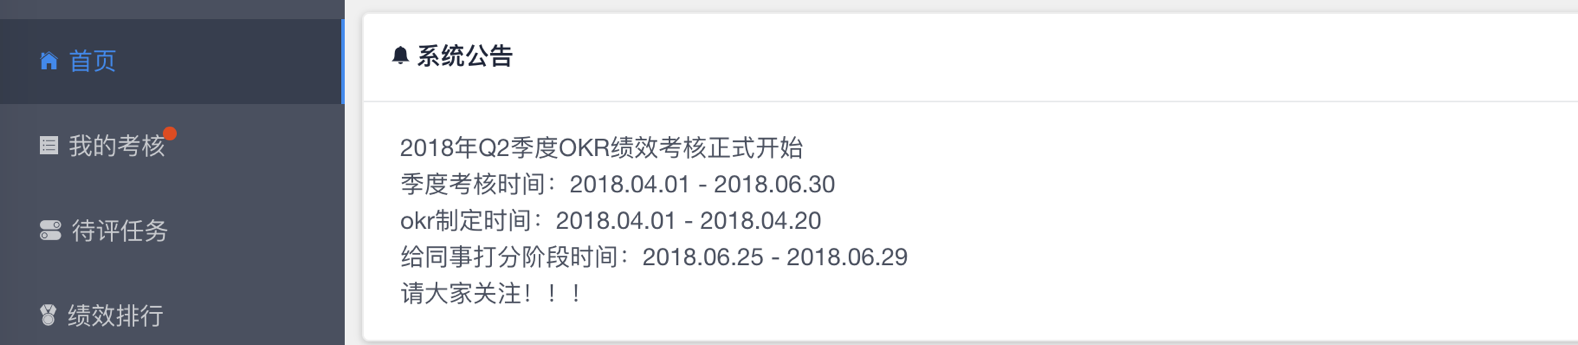 首页
我的考核
待评任务
绩效排行
系统公告
2018年Q2季度OKR绩效考核正式开始
季度考核时间：2018.04.01 - 2018.06.30
okr制定时间：2018.04.01 - 2018.04.20
给同事打分阶段时间：2018.06.25 - 2018.06.29
请大家关注！！！